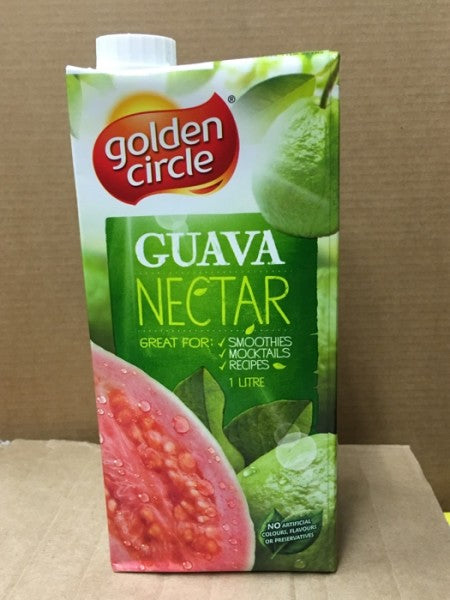 golden
circle
®
GUAVA
NECTAR
GREAT FOR: ✓ SMOOTHIES
✓ MOCKTAILS
✓ RECIPES
1 LITRE
NO ARTIFICIAL
COLOURS, FLAVOURS
OR PRESERVATIVES